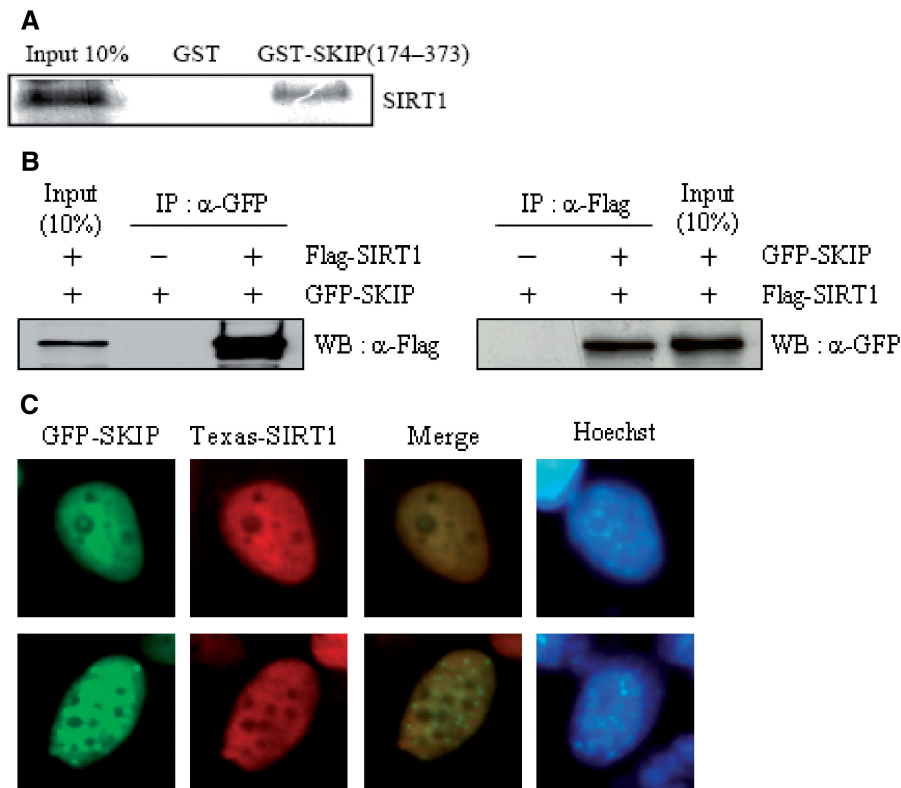 A
Input 10% GST GST-SKIP(174–373)
SIRT1
B
Input (10%) IP : α-GFP
+ − + Flag-SIRT1
+ + + GFP-SKIP
WB : α-Flag
IP : α-Flag Input (10%)
− + + GFP-SKIP
+ + + Flag-SIRT1
WB : α-GFP
C
GFP-SKIP Texas-SIRT1 Merge Hoechst